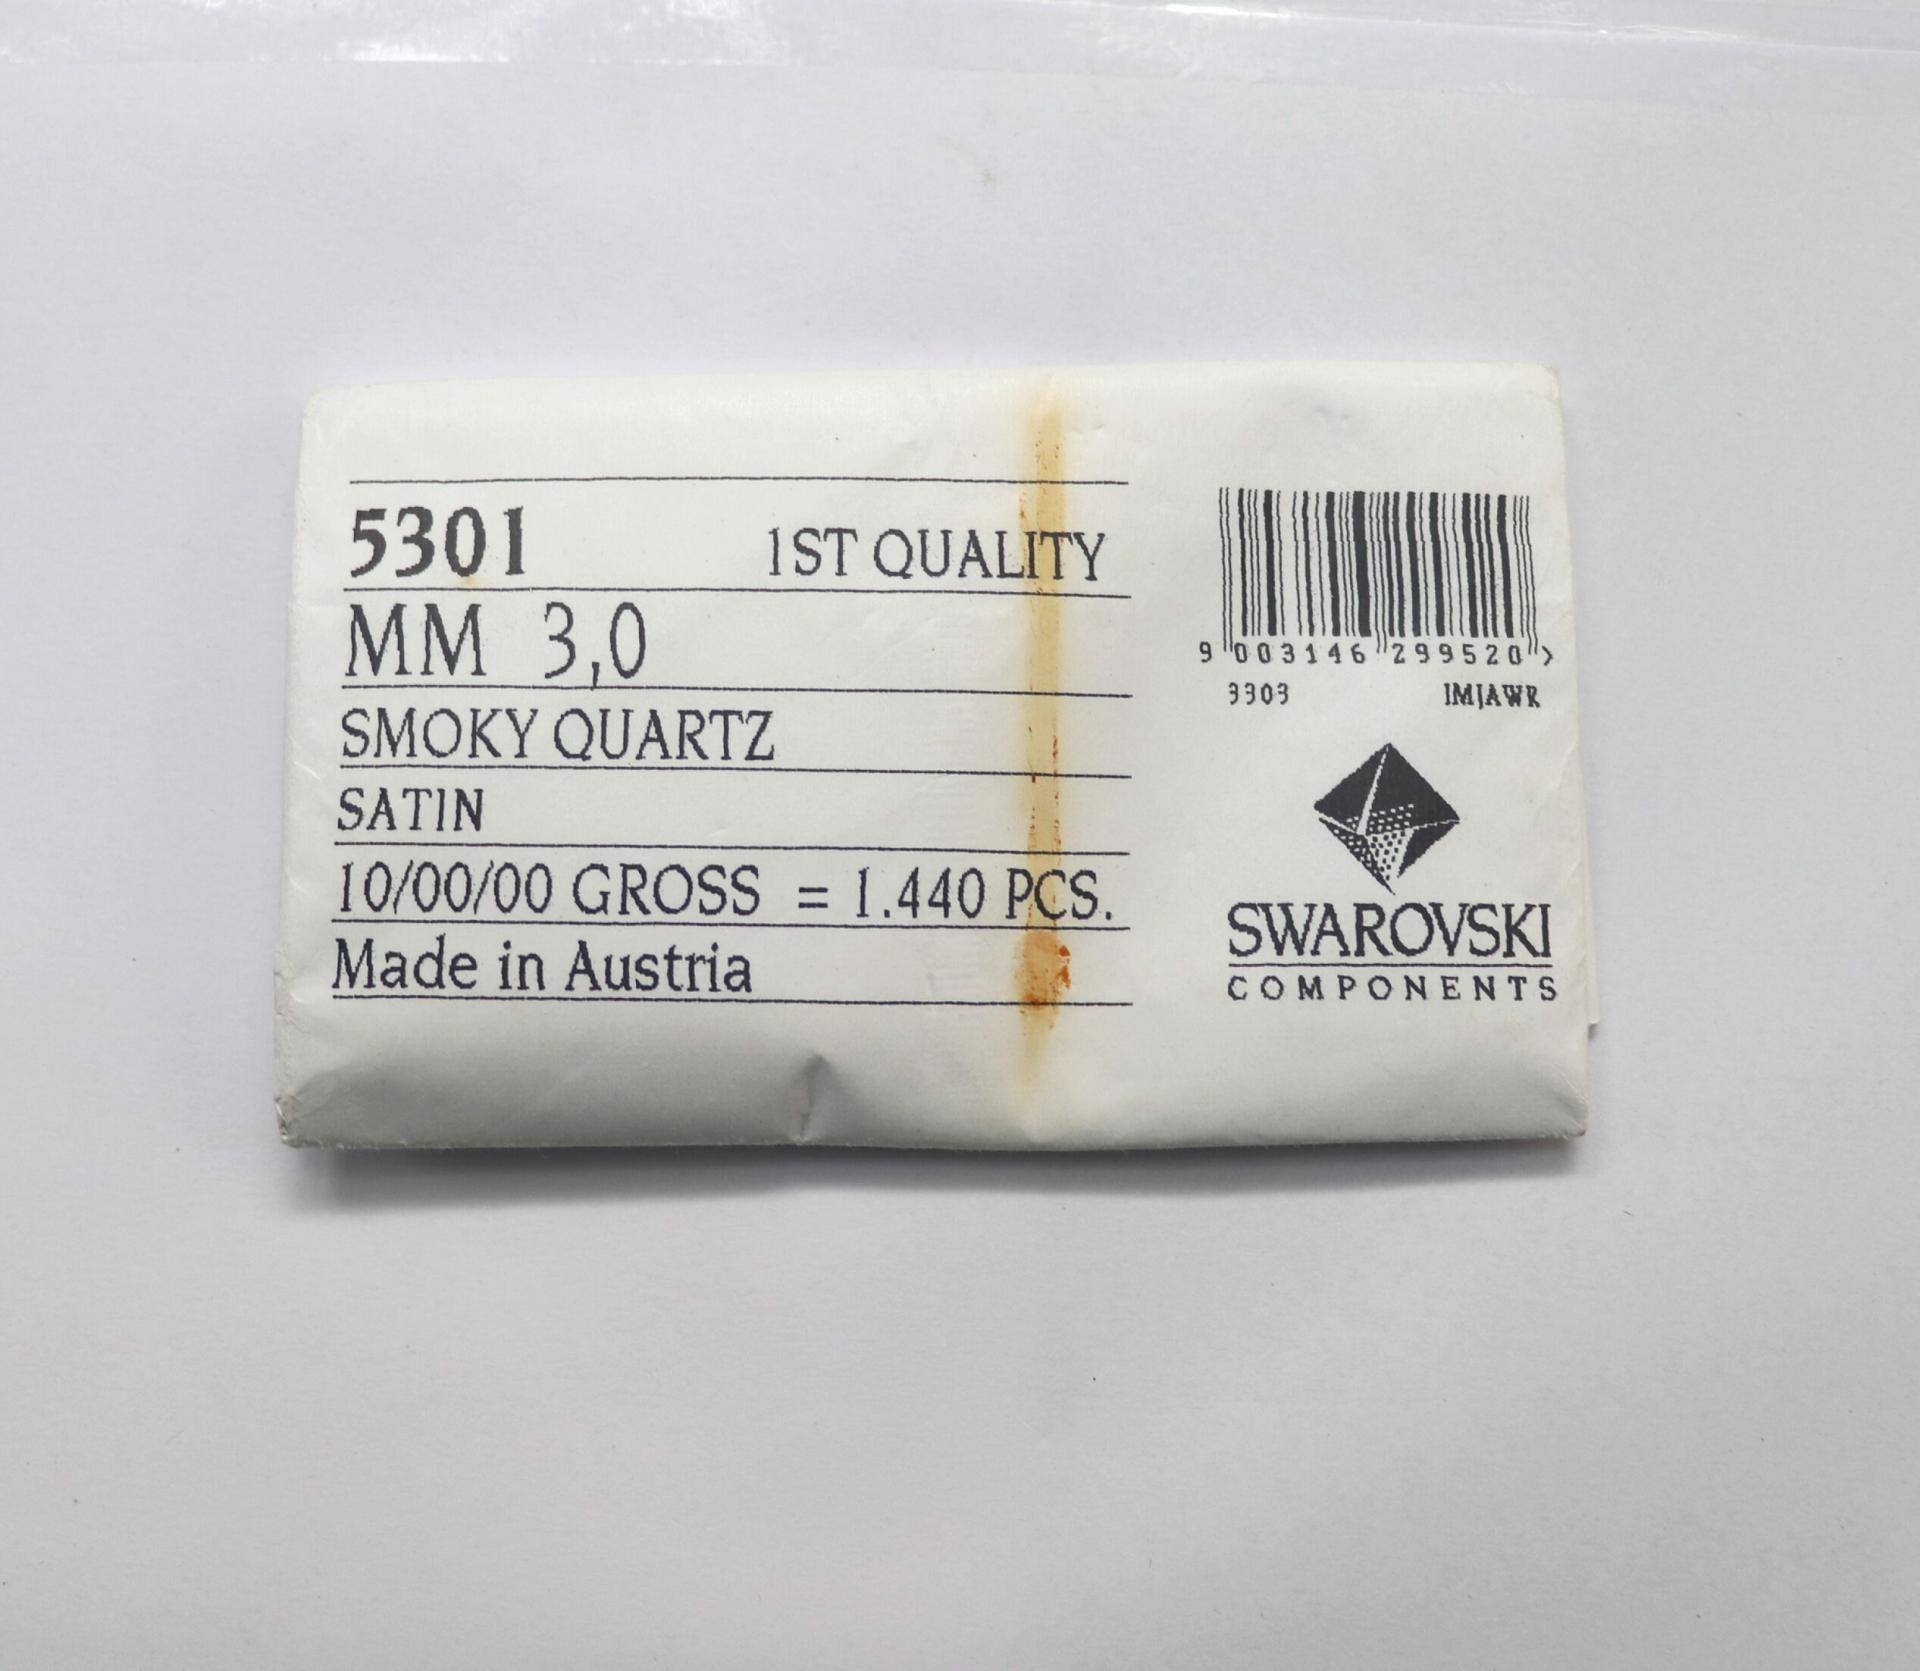 5301 1ST QUALITY
MM 3,0
SMOKY QUARTZ
SATIN
10/00/00 GROSS = 1.440 PCS.
Made in Austria
9 003146 299520 >
3303 IMJAWR
SWAROVSKI
COMPONENTS